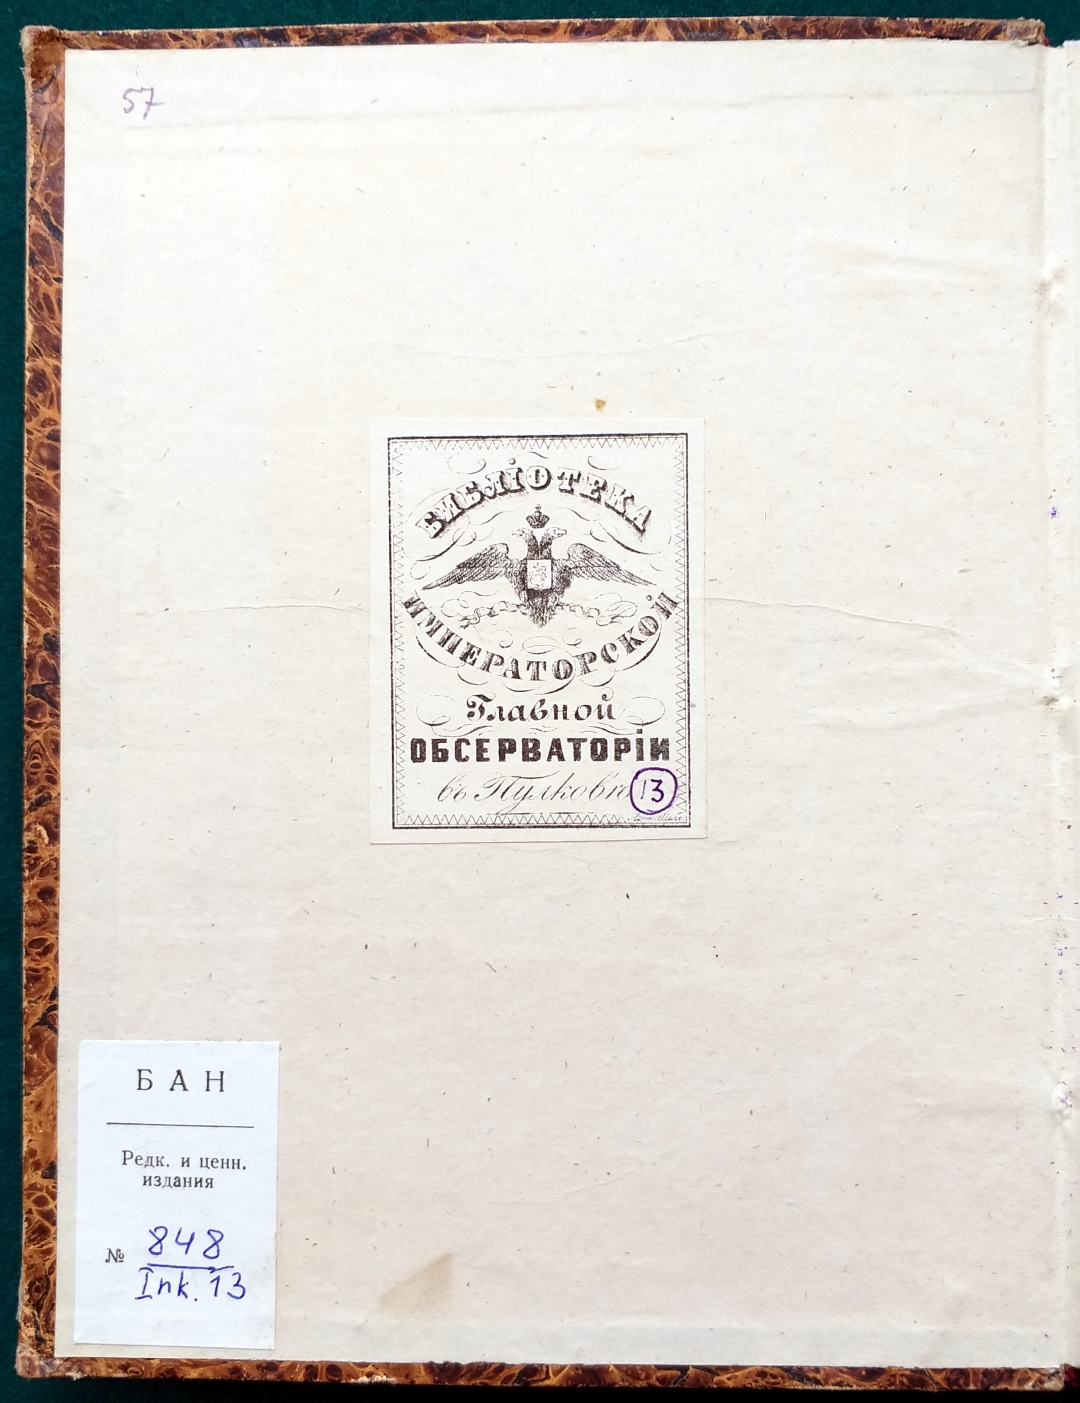 57
БИБЛІОТЕКА
ИМПЕРАТОРСКОЙ
Главной
ОБСЕРВАТОРІИ
въ Пулковѣ
13
БАН
Редк. и ценн.
издания
№ 848
Ink. 13